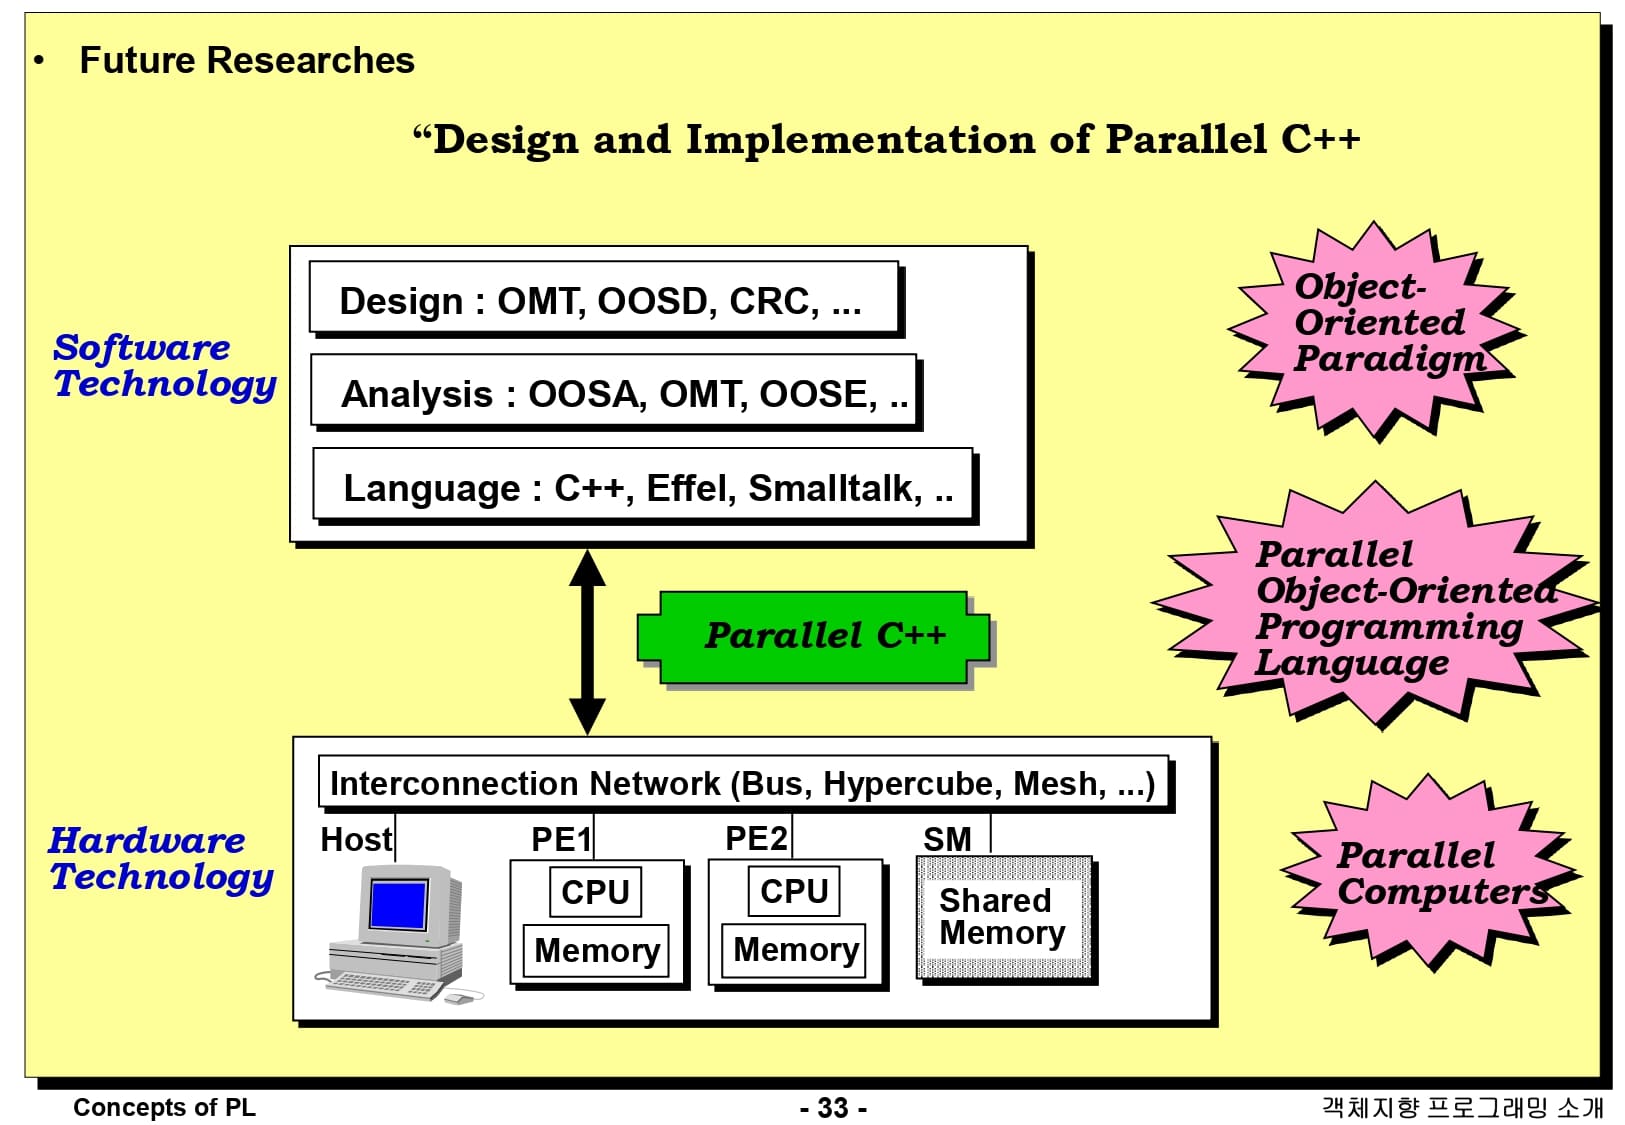 • Future Researches
“Design and Implementation of Parallel C++
Software
Technology
Design : OMT, OOSD, CRC, ...
Analysis : OOSA, OMT, OOSE, ..
Language : C++, Effel, Smalltalk, ..
Object-
Oriented
Paradigm
Parallel C++
Parallel
Object-Oriented
Programming
Language
Hardware
Technology
Interconnection Network (Bus, Hypercube, Mesh, ...)
Host
PE1
CPU
Memory
PE2
CPU
Memory
SM
Shared
Memory
Parallel
Computers
Concepts of PL
- 33 -
객체지향 프로그래밍 소개